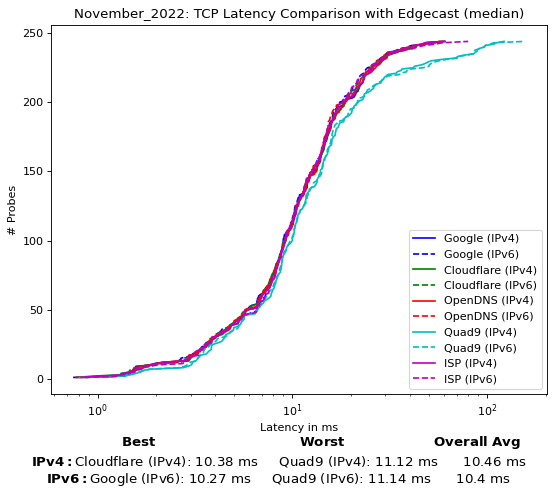 November_2022: TCP Latency Comparison with Edgecast (median)
250
200
150
100
50
0
# Probes
Google (IPv4)
Google (IPv6)
Cloudflare (IPv4)
Cloudflare (IPv6)
OpenDNS (IPv4)
OpenDNS (IPv6)
Quad9 (IPv4)
Quad9 (IPv6)
ISP (IPv4)
ISP (IPv6)
10⁰ 10¹ 10²
Latency in ms
Best Worst Overall Avg
IPv4: Cloudflare (IPv4): 10.38 ms Quad9 (IPv4): 11.12 ms 10.46 ms
IPv6: Google (IPv6): 10.27 ms Quad9 (IPv6): 11.14 ms 10.4 ms